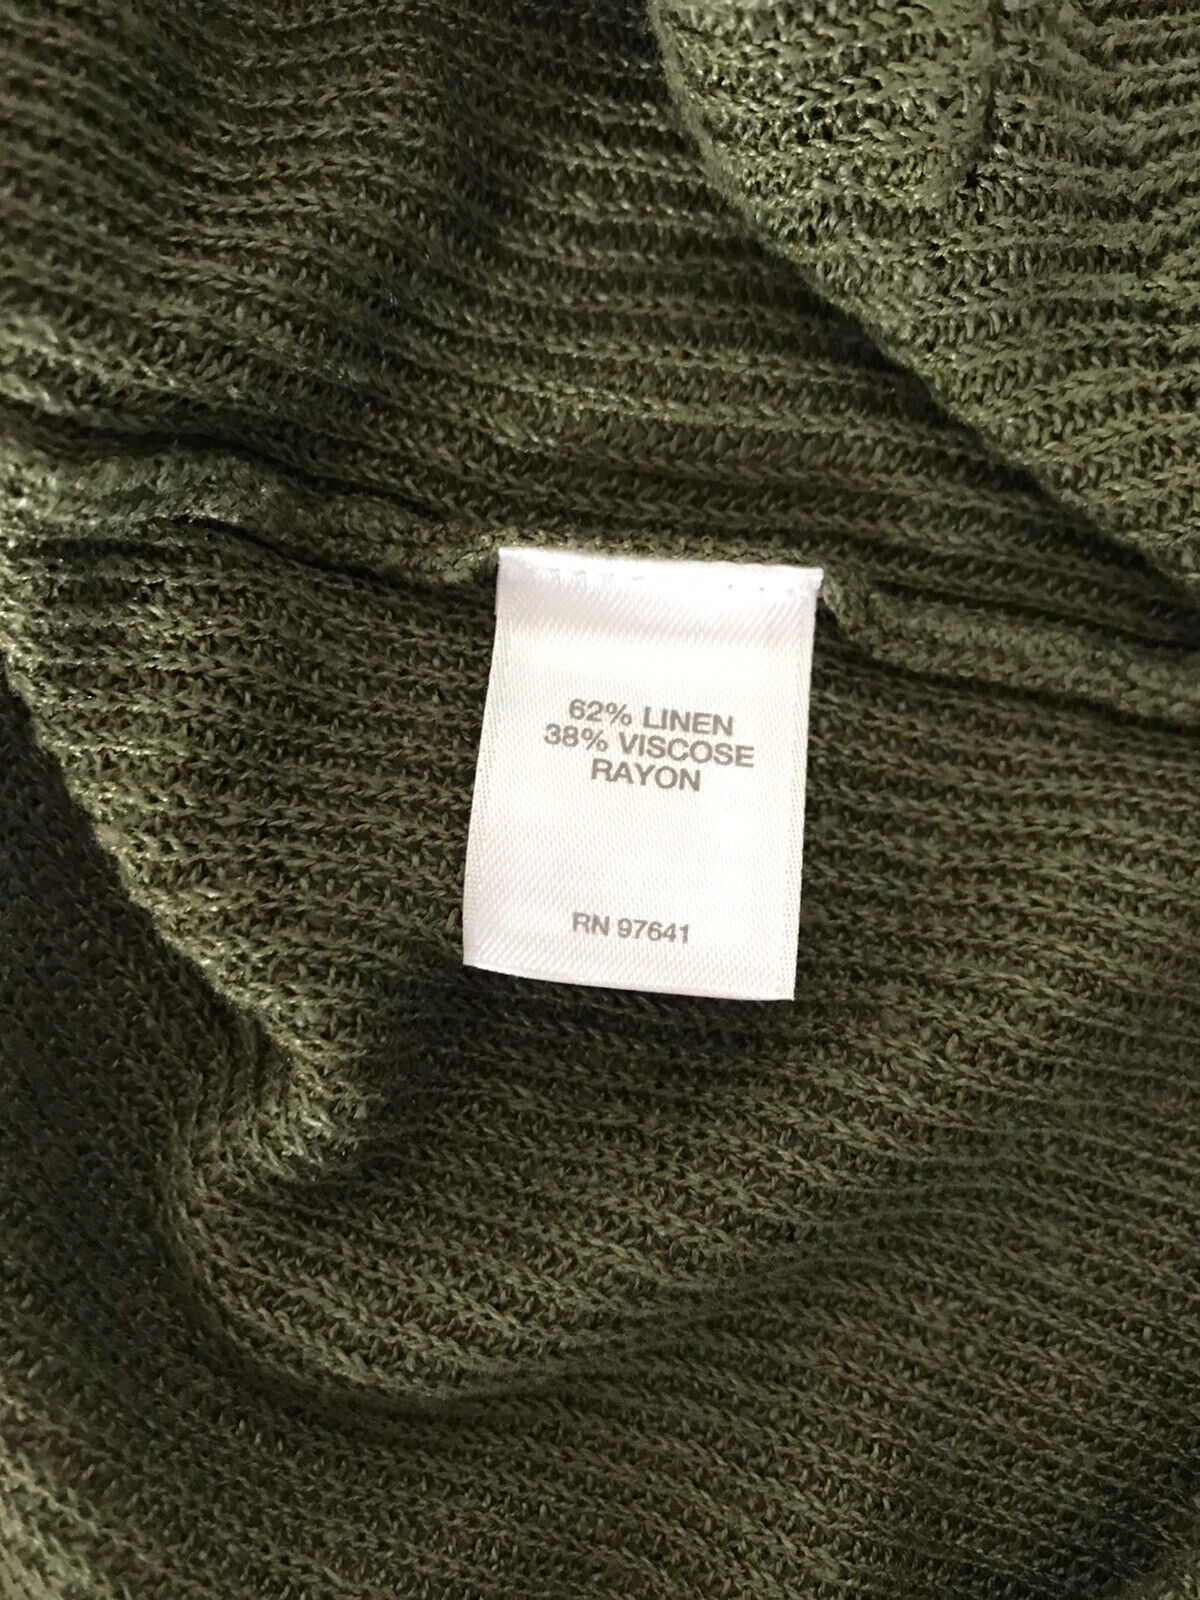 62% LINEN
38% VISCOSE
RAYON
RN 97641